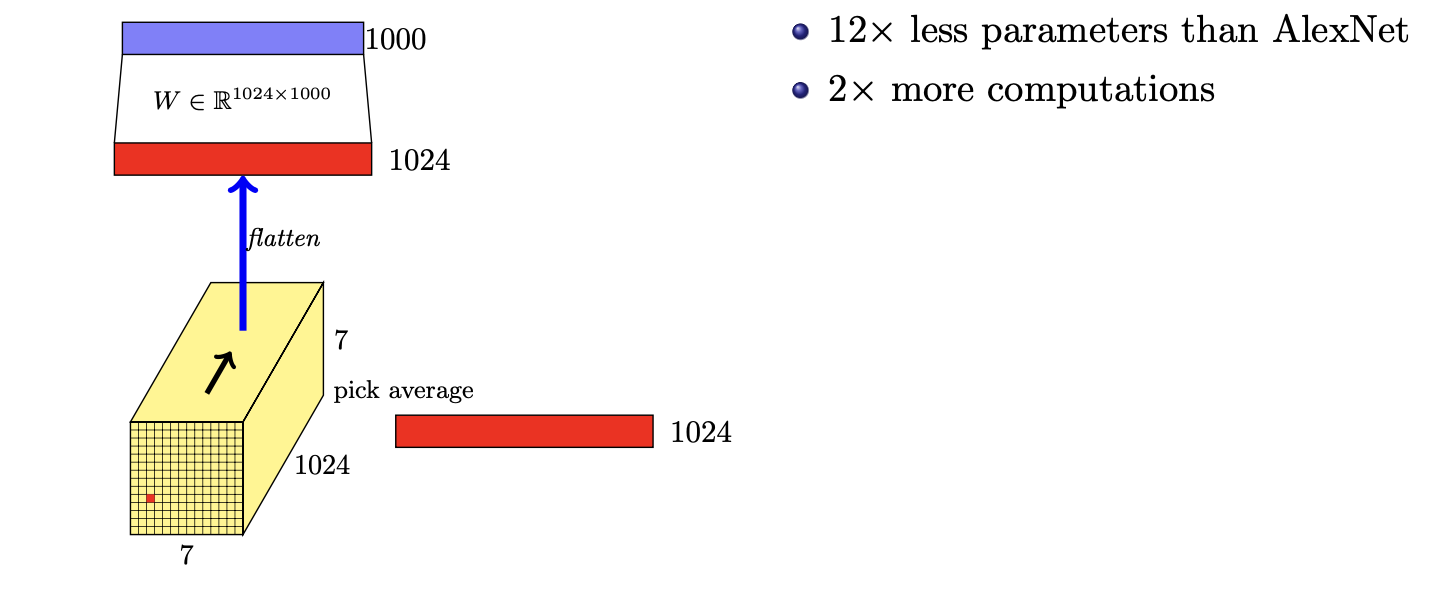 1000
W ∈ ℝ^{1024×1000}
1024
flatten
7
pick average
1024
1024
7
12× less parameters than AlexNet
2× more computations